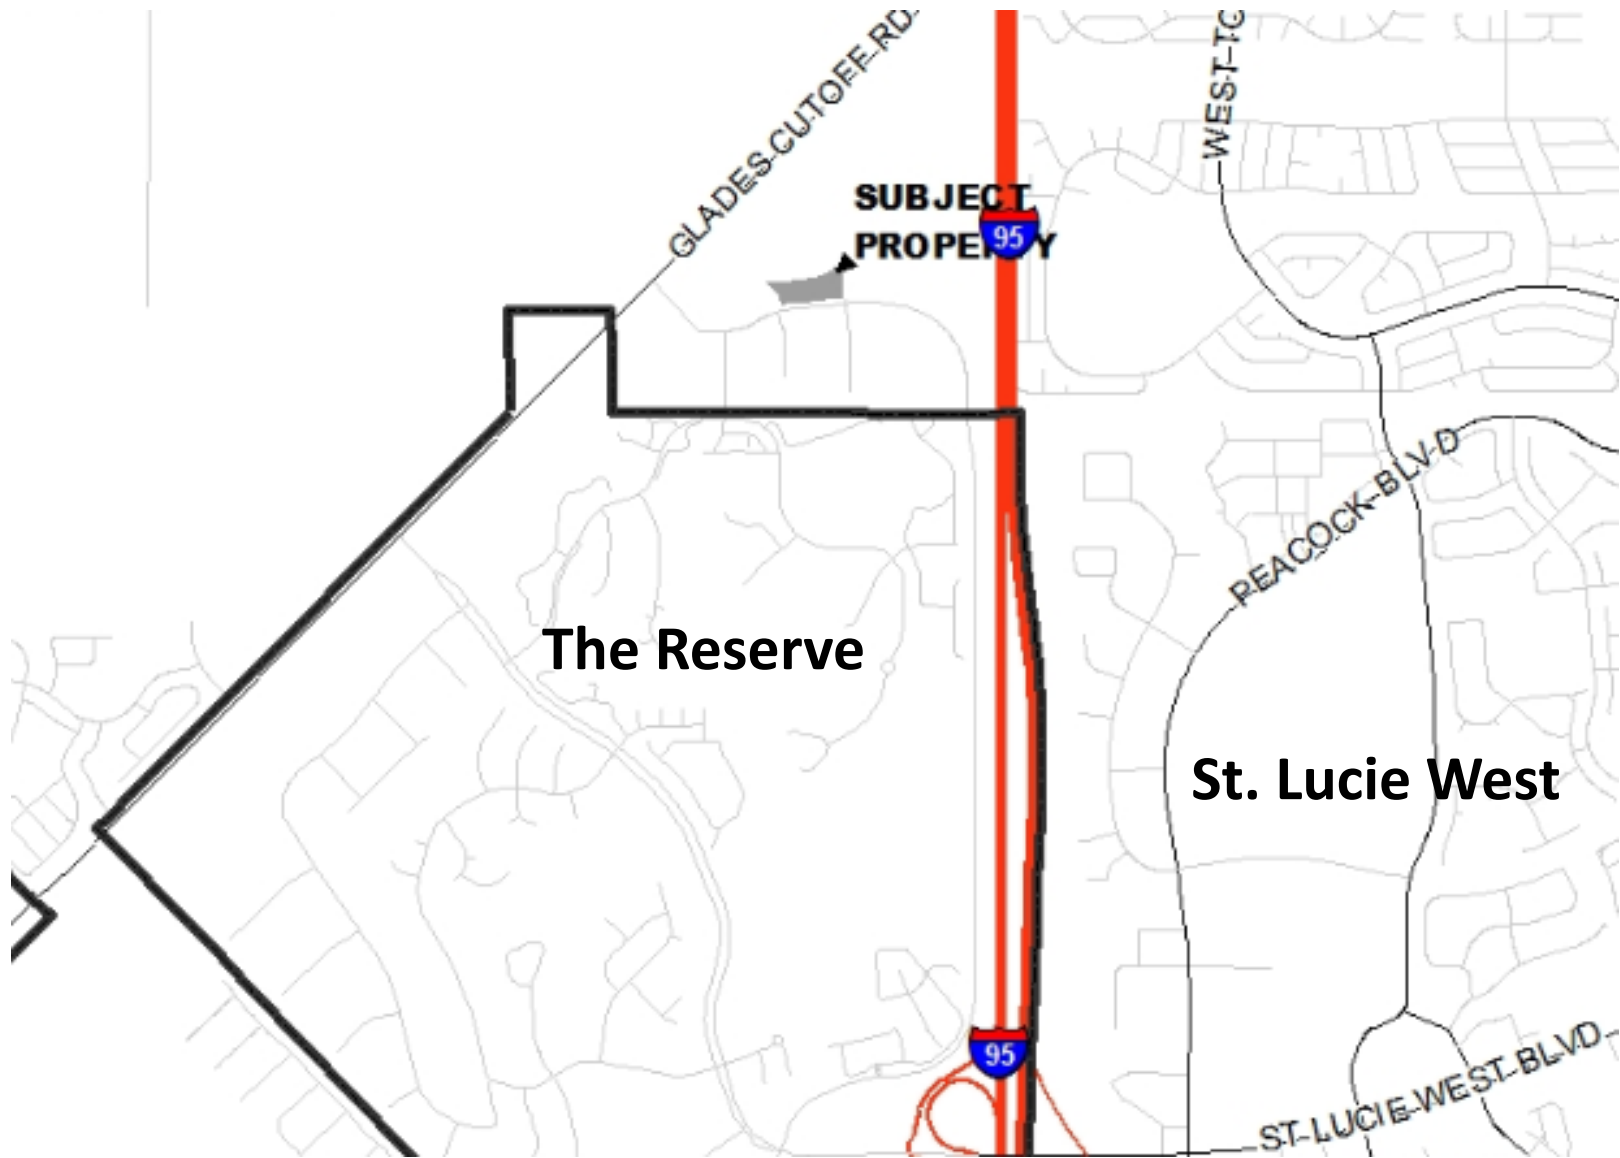 GLADES CUTOFF RD.
WEST TO
SUBJECT
PROPERTY
95
PEACOCK BLVD
The Reserve
St. Lucie West
95
ST LUCIE WEST BLVD